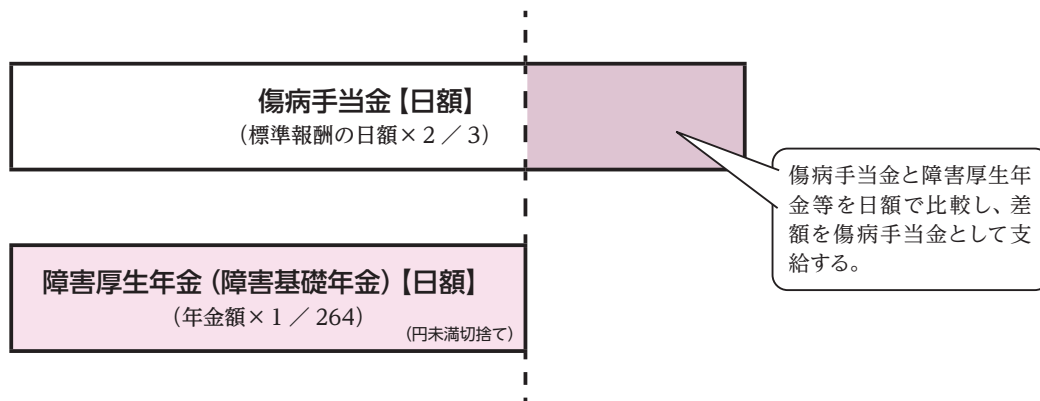 傷病手当金【日額】
（標準報酬の日額×２／３）
傷病手当金と障害厚生年
金等を日額で比較し、差
額を傷病手当金として支
給する。
障害厚生年金（障害基礎年金）【日額】
（年金額×１／264）
（円未満切捨て）